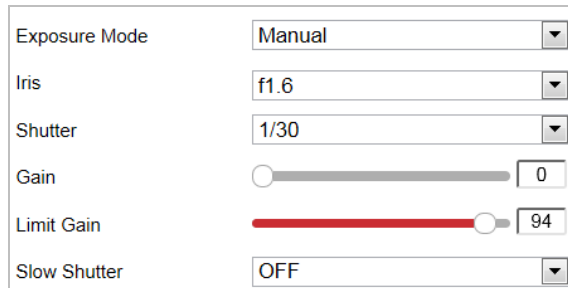 Exposure Mode Manual
Iris f1.6
Shutter 1/30
Gain 0
Limit Gain 94
Slow Shutter OFF